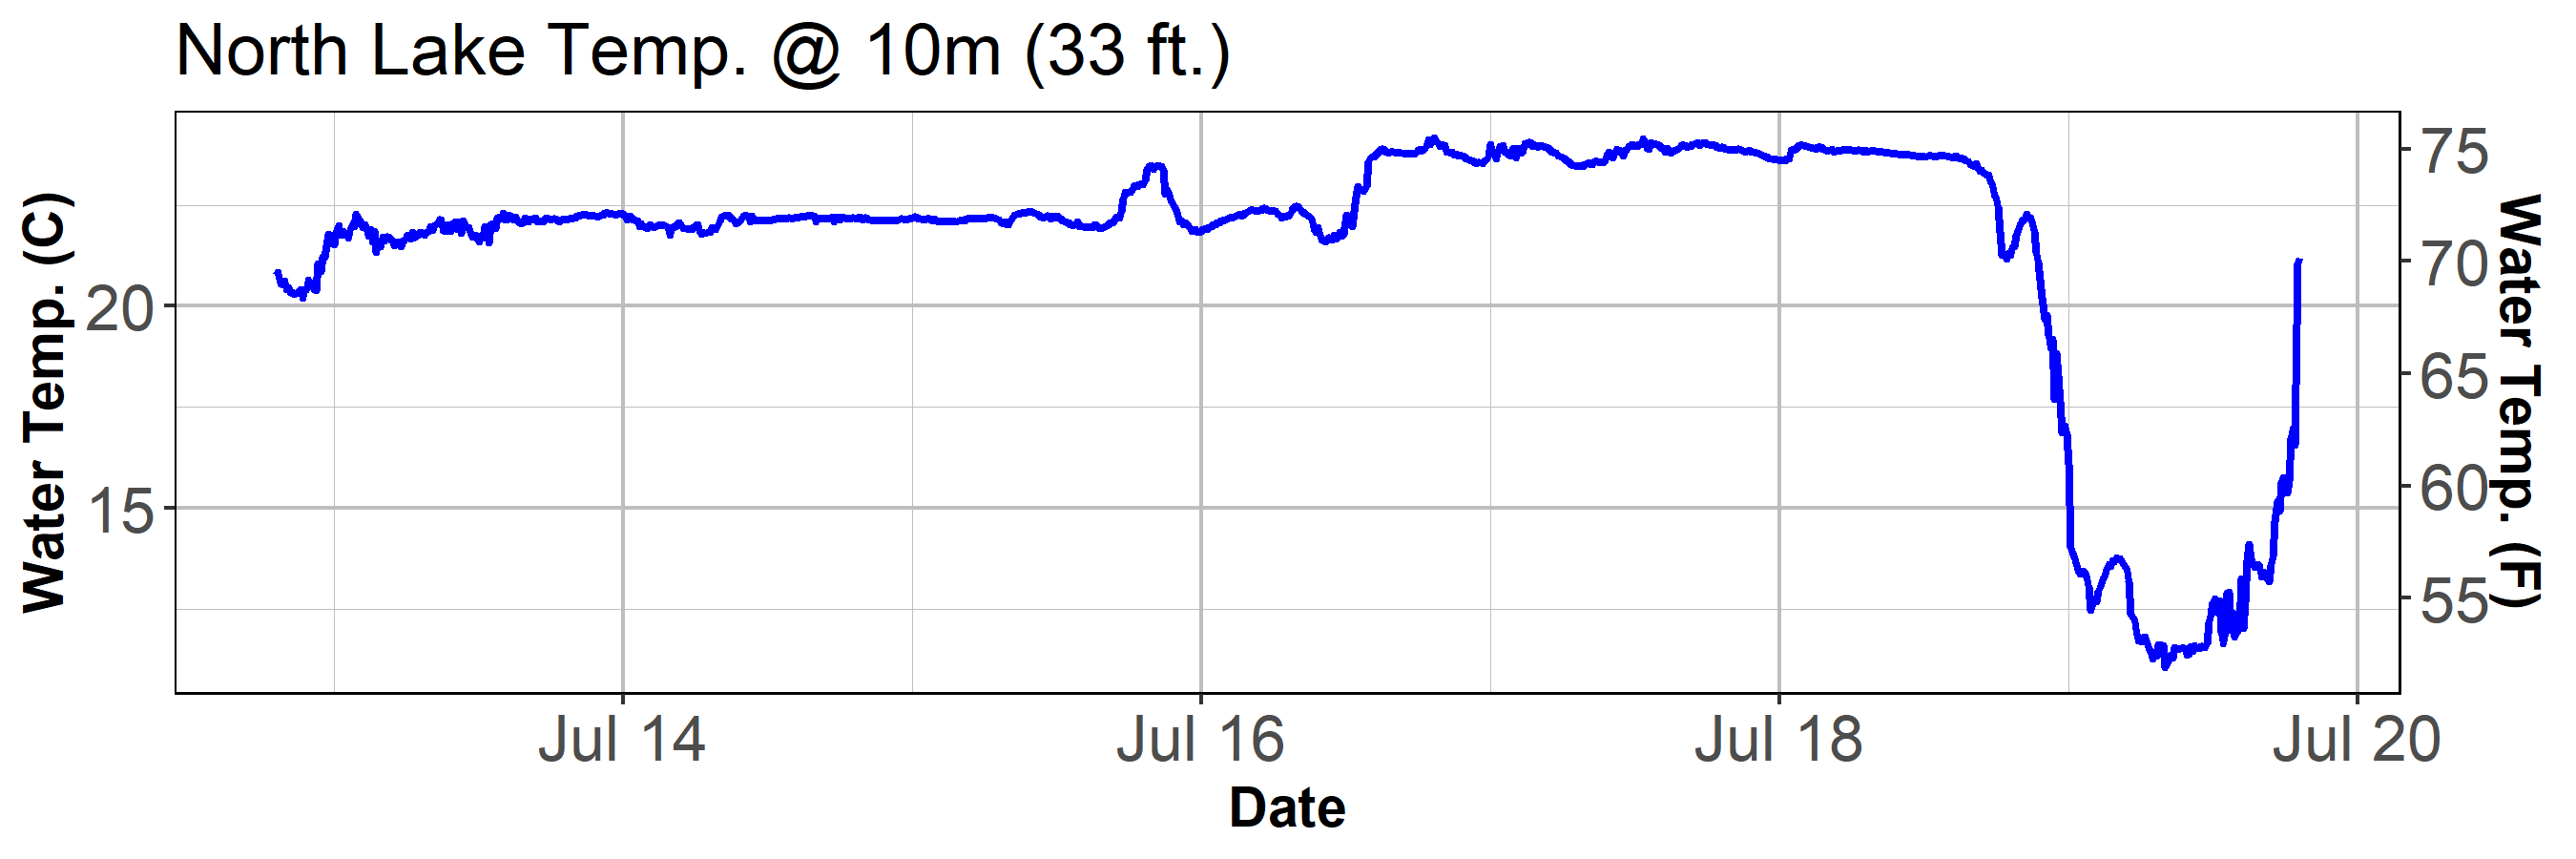 North Lake Temp. @ 10m (33 ft.)
Water Temp. (C)
20
15
75
70
65
60
55
Water Temp. (F)
Jul 14 Jul 16 Jul 18 Jul 20
Date